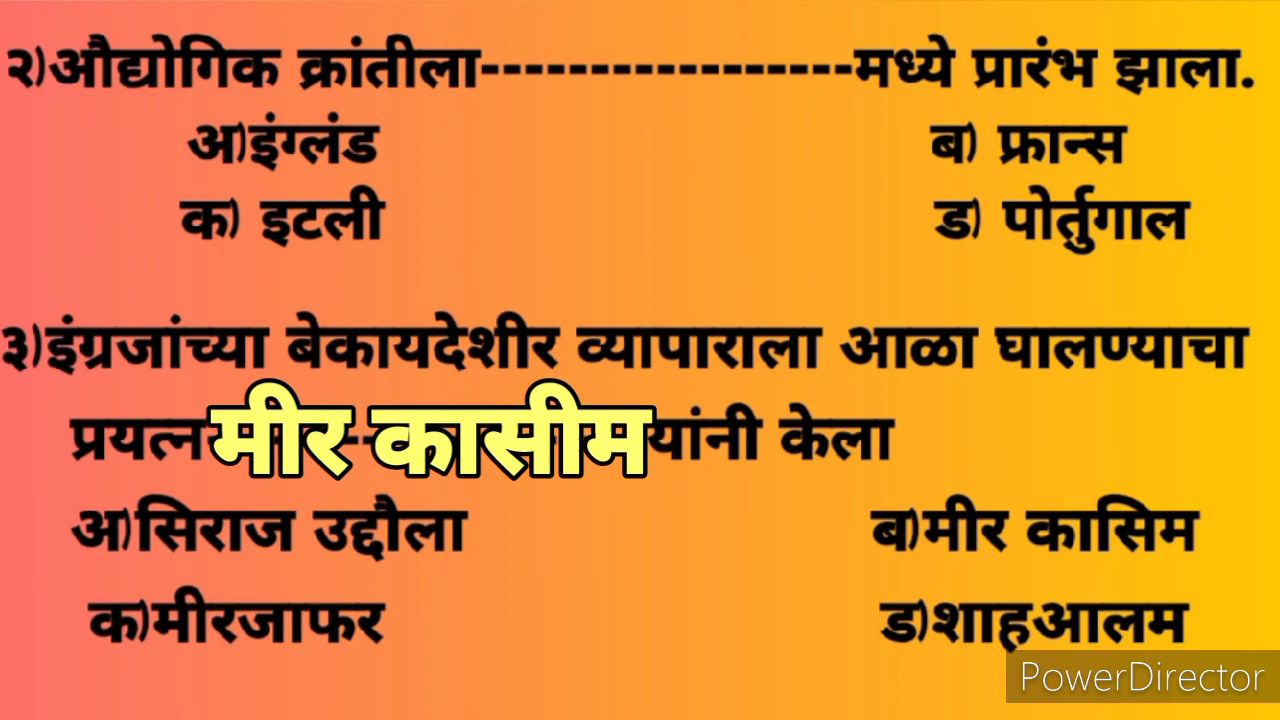 २)औद्योगिक क्रांतीला-----------------मध्ये प्रारंभ झाला.
अ)इंग्लंड ब) फ्रान्स
क) इटली ड) पोर्तुगाल
३)इंग्रजांच्या बेकायदेशीर व्यापाराला आळा घालण्याचा
प्रयत्न मीर कासीम यांनी केला
अ)सिराज उद्दौला ब)मीर कासिम
क)मीरजाफर ड)शाहआलम
PowerDirector